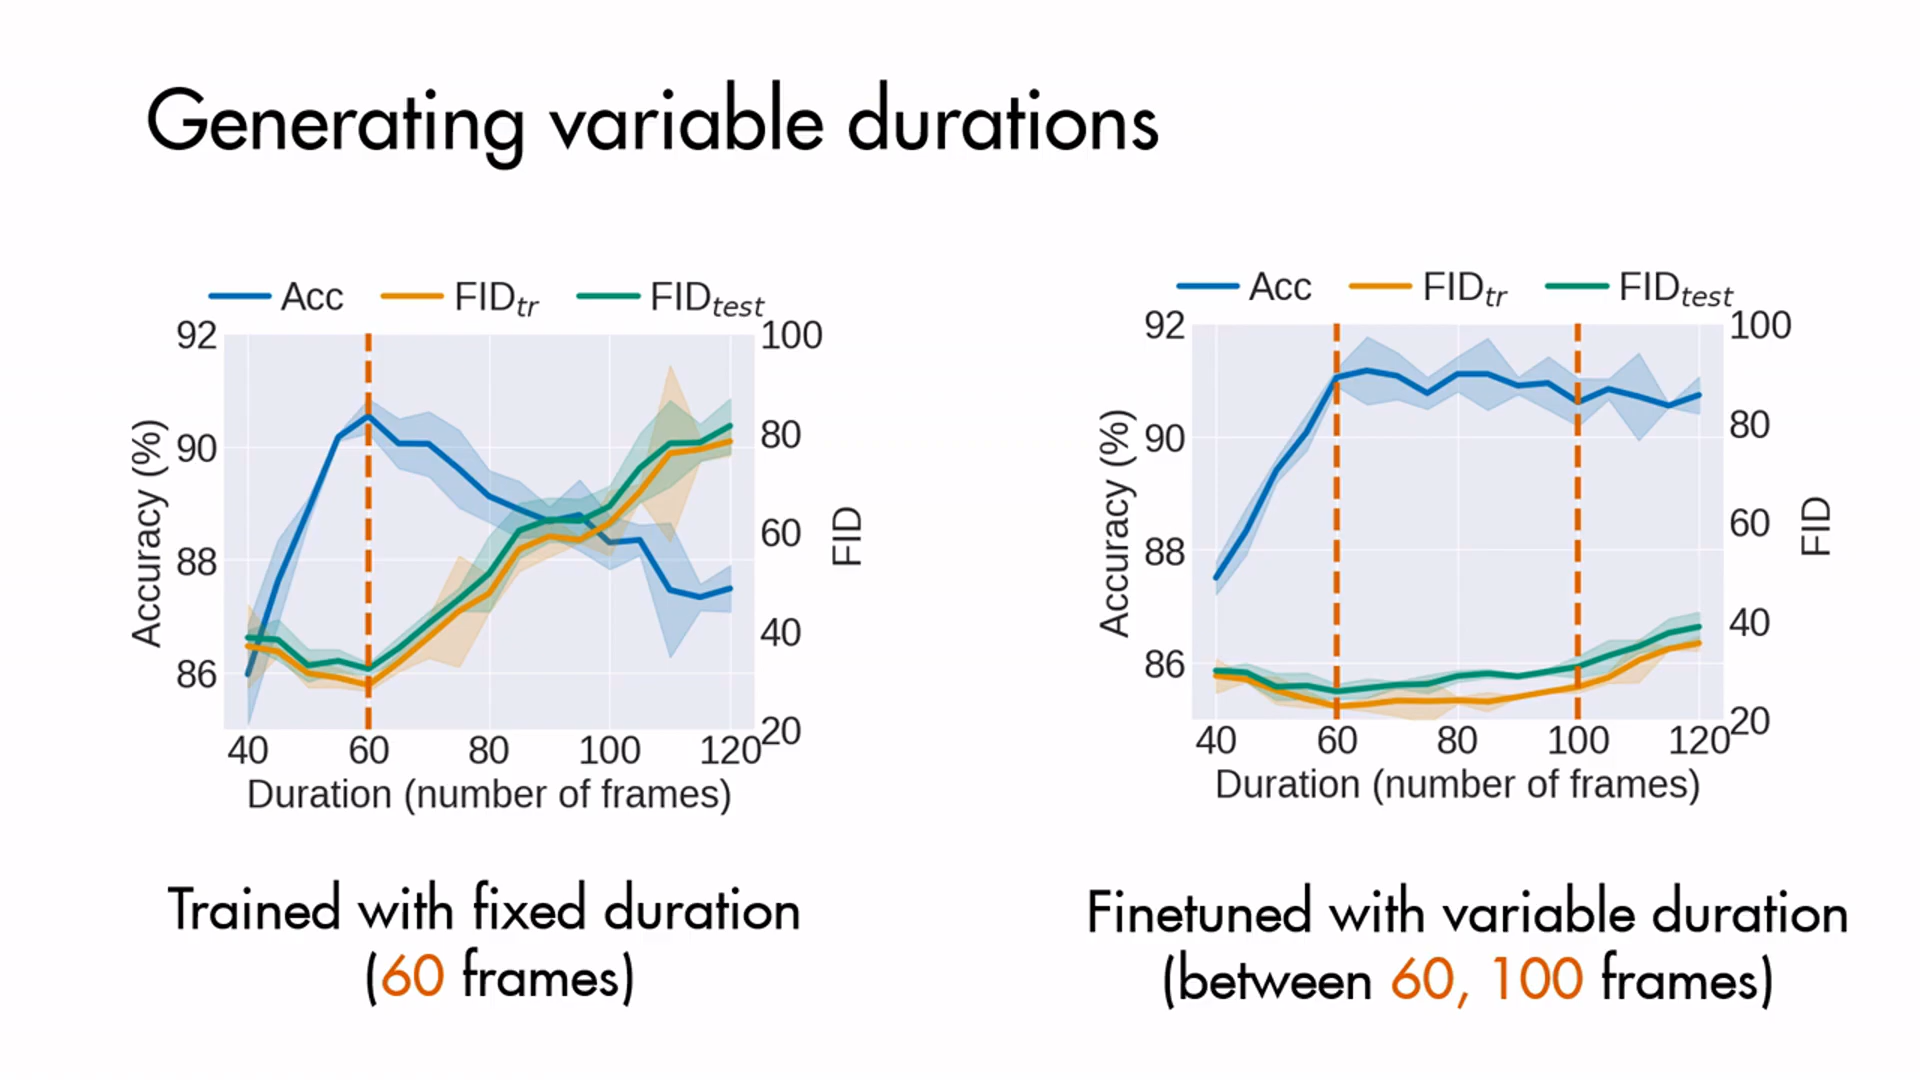 Generating variable durations
Acc FIDtr FIDtest
92
90
88
86
Accuracy (%)
100
80
60
40
20
FID
40 60 80 100 120
Duration (number of frames)
Trained with fixed duration
(60 frames)
Acc FIDtr FIDtest
92
90
88
86
Accuracy (%)
100
80
60
40
20
FID
40 60 80 100 120
Duration (number of frames)
Finetuned with variable duration
(between 60, 100 frames)